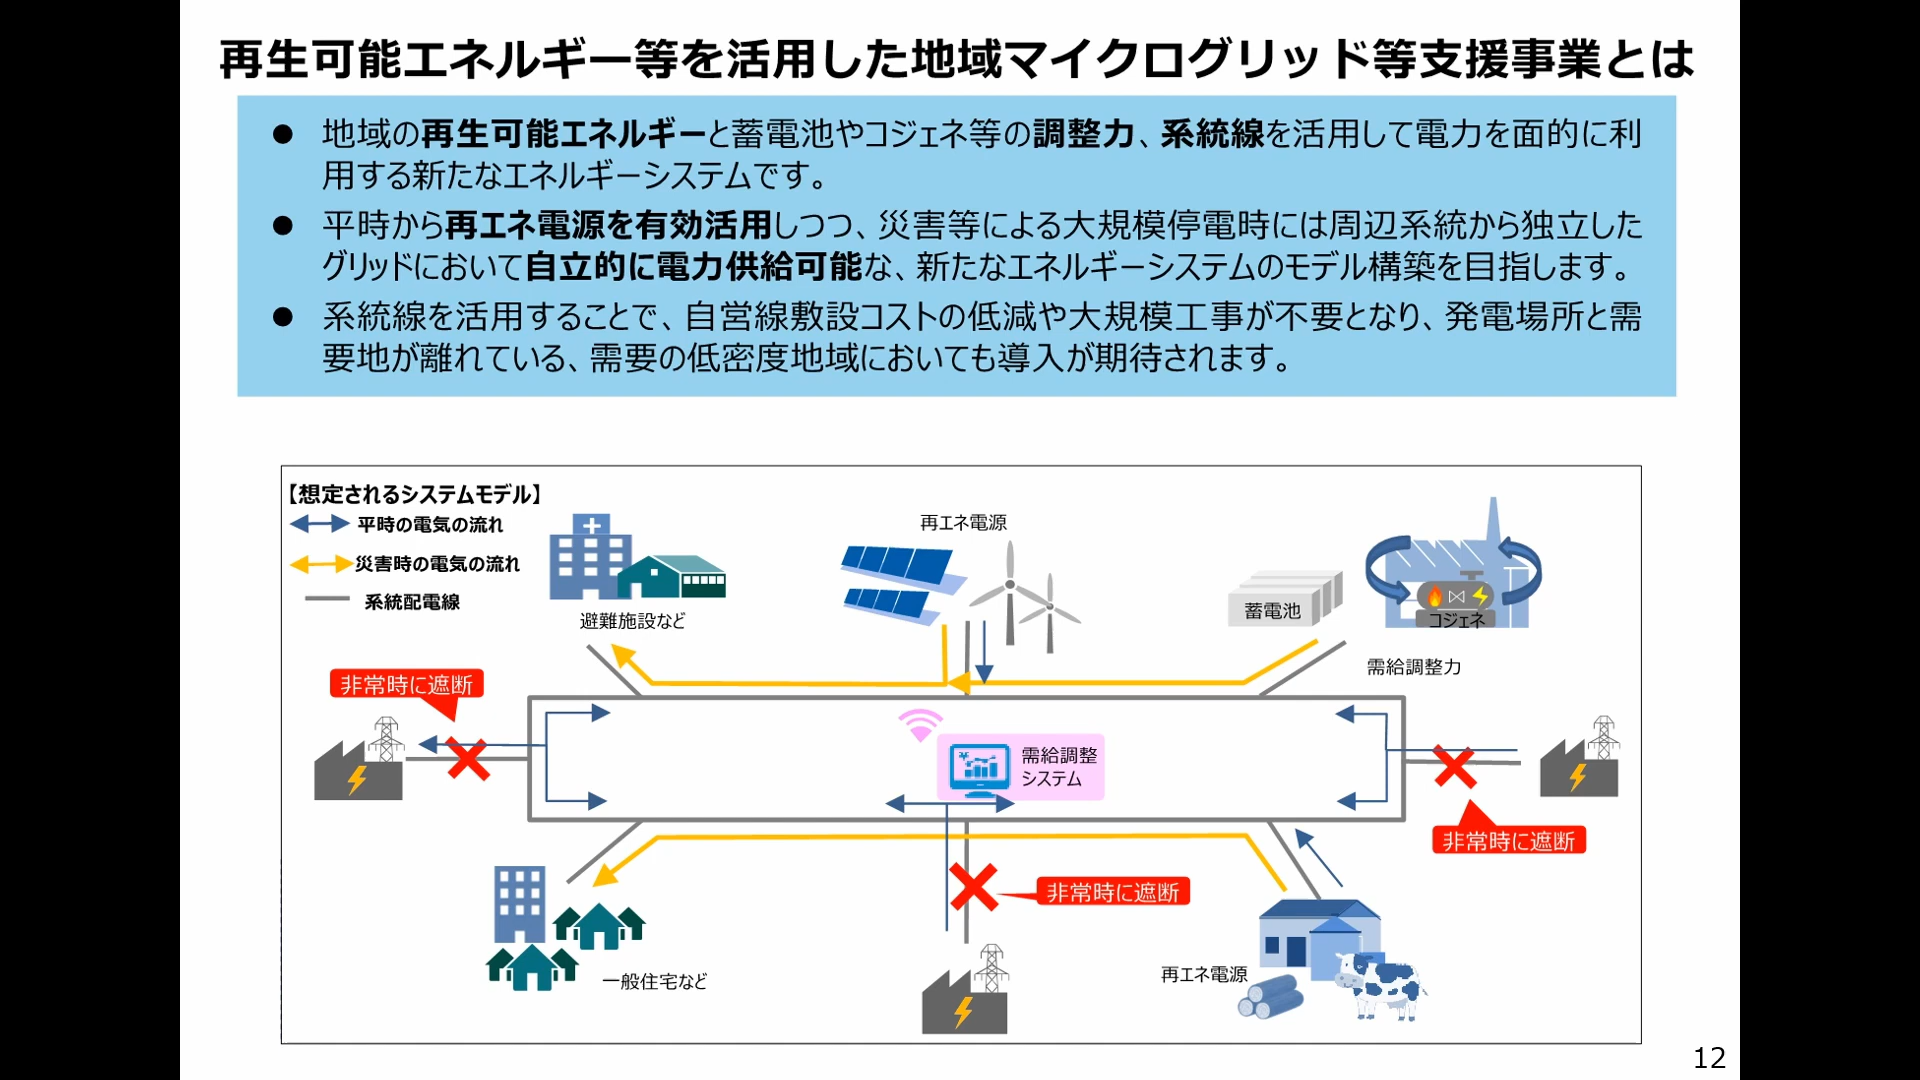 再生可能エネルギー等を活用した地域マイクログリッド等支援事業とは
● 地域の再生可能エネルギーと蓄電池やコジェネ等の調整力、系統線を活用して電力を面的に利
用する新たなエネルギーシステムです。
● 平時から再エネ電源を有効活用しつつ、災害等による大規模停電時には周辺系統から独立した
グリッドにおいて自立的に電力供給可能な、新たなエネルギーシステムのモデル構築を目指します。
● 系統線を活用することで、自営線敷設コストの低減や大規模工事が不要となり、発電場所と需
要地が離れている、需要の低密度地域においても導入が期待されます。
【想定されるシステムモデル】
平時の電気の流れ
災害時の電気の流れ
系統配電線
避難施設など
再エネ電源
蓄電池
コジェネ
需給調整力
非常時に遮断
需給調整
システム
非常時に遮断
非常時に遮断
一般住宅など
再エネ電源
12